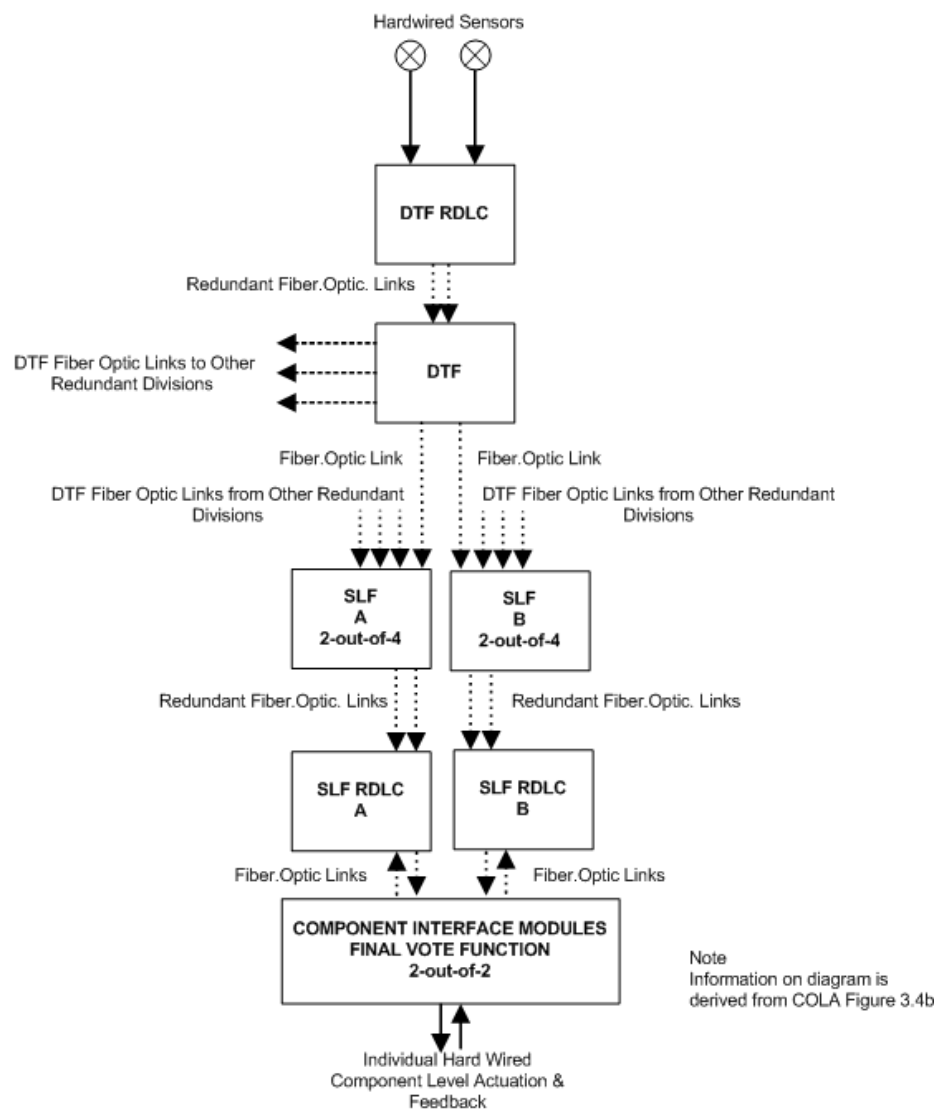 Hardwired Sensors
DTF RDLC
Redundant Fiber.Optic. Links
DTF Fiber Optic Links to Other
Redundant Divisions
DTF
Fiber.Optic Link
Fiber.Optic Link
DTF Fiber Optic Links from Other Redundant
Divisions
DTF Fiber Optic Links from Other Redundant
Divisions
SLF
A
2-out-of-4
SLF
B
2-out-of-4
Redundant Fiber.Optic. Links
Redundant Fiber.Optic. Links
SLF RDLC
A
SLF RDLC
B
Fiber.Optic Links
Fiber.Optic Links
COMPONENT INTERFACE MODULES
FINAL VOTE FUNCTION
2-out-of-2
Note
Information on diagram is
derived from COLA Figure 3.4b
Individual Hard Wired
Component Level Actuation &
Feedback